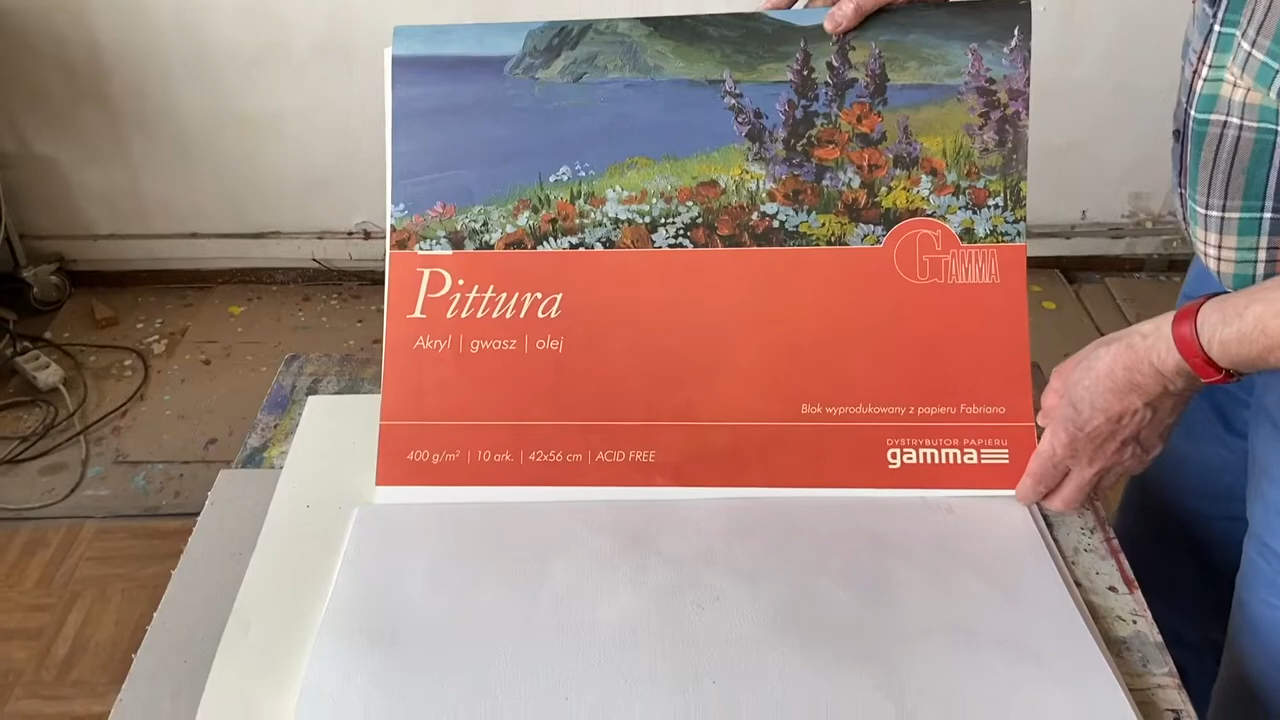 GAMMA
Pittura
Akryl | gwasz | olej
Blok wyprodukowany z papieru Fabriano
DYSTRYBUTOR PAPIERU
gamma
400 g/m² | 10 ark. | 42x56 cm | ACID FREE